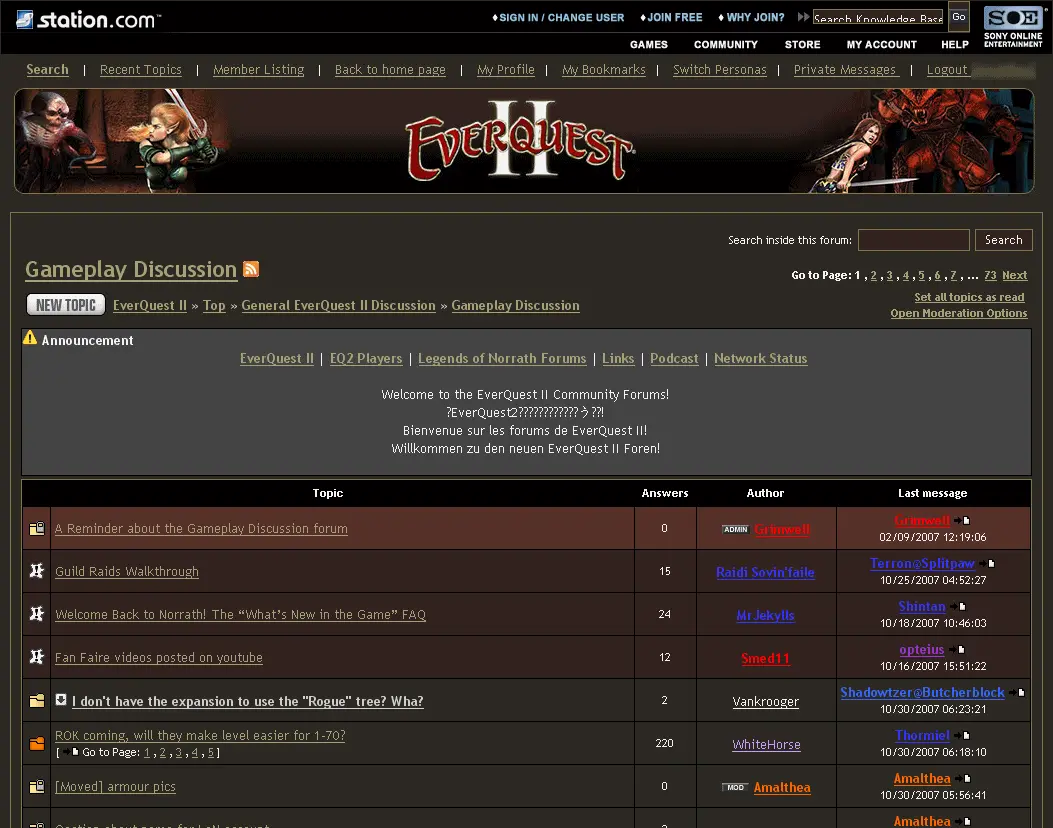 station.com™
♦SIGN IN / CHANGE USER ♦JOIN FREE ♦WHY JOIN? Search Knowledge Base Go
SOE
SONY ONLINE
ENTERTAINMENT
GAMES COMMUNITY STORE MY ACCOUNT HELP
Search | Recent Topics | Member Listing | Back to home page | My Profile | My Bookmarks | Switch Personas | Private Messages | Logout
EVERQUEST II
Search inside this forum: Search
Gameplay Discussion
Go to Page: 1 , 2 , 3 , 4 , 5 , 6 , 7 , ... 73 Next
NEW TOPIC EverQuest II » Top » General EverQuest II Discussion » Gameplay Discussion
Set all topics as read
Open Moderation Options
Announcement
EverQuest II | EQ2 Players | Legends of Norrath Forums | Links | Podcast | Network Status
Welcome to the EverQuest II Community Forums!
?EverQuest2????????????う??!
Bienvenue sur les forums de EverQuest II!
Willkommen zu den neuen EverQuest II Foren!
Topic Answers Author Last message
A Reminder about the Gameplay Discussion forum 0 ADMIN Grimwell Grimwell
02/09/2007 12:19:06
Guild Raids Walkthrough 15 Raidi Sovin'faile Terron@Splitpaw
10/25/2007 04:52:27
Welcome Back to Norrath! The “What’s New in the Game” FAQ 24 MrJekylls Shintan
10/18/2007 10:46:03
Fan Faire videos posted on youtube 12 Smed11 opteius
10/16/2007 15:51:22
I don't have the expansion to use the "Rogue" tree? Wha? 2 Vankrooger Shadowtzer@Butcherblock
10/30/2007 06:23:21
ROK coming, will they make level easier for 1-70? 220 WhiteHorse Thormiel
[ Go to Page: 1 , 2 , 3 , 4 , 5 ] 10/30/2007 06:18:10
[Moved] armour pics 0 MOD Amalthea Amalthea
10/30/2007 05:56:41
Amalthea